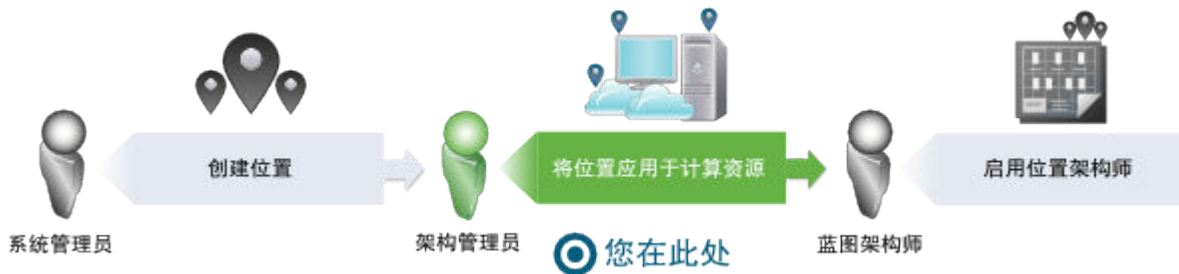 创建位置
将位置应用于计算资源
启用位置架构师
系统管理员
架构管理员
您在此处
蓝图架构师